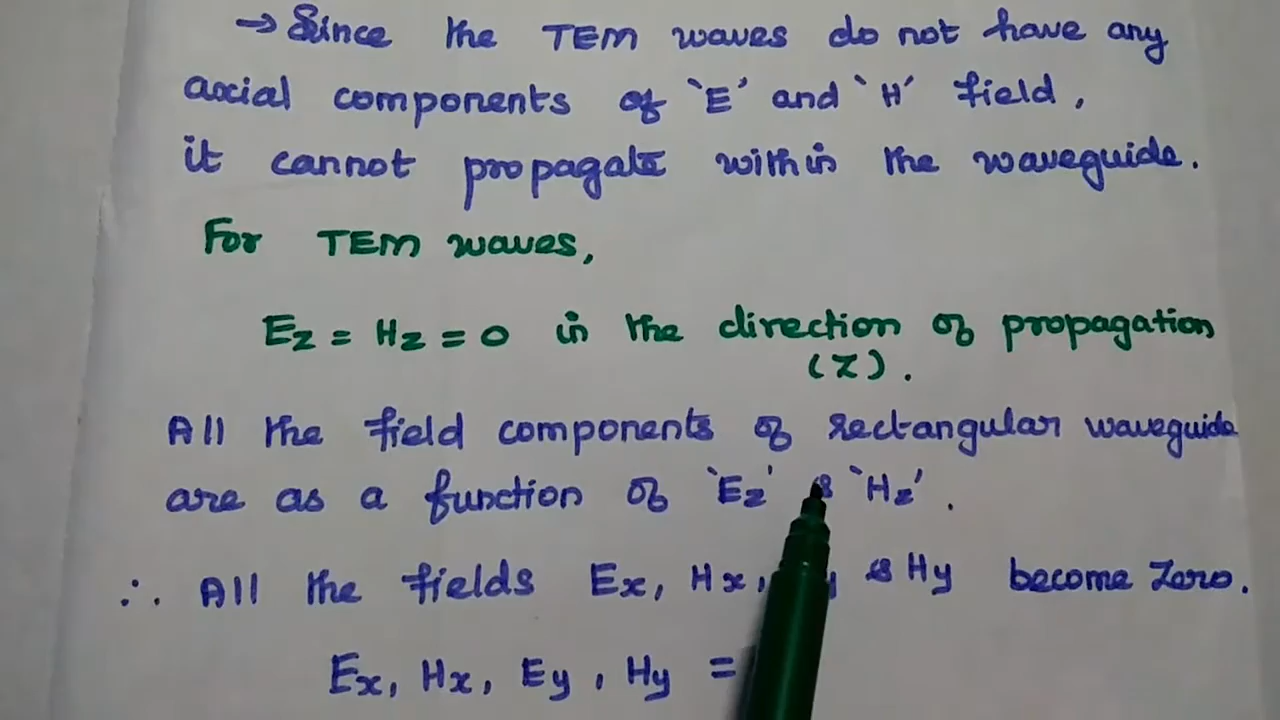 → Since the TEM waves do not have any
axial components of `E' and `H' field,
it cannot propagate within the waveguide.
For TEM waves,
Ez = Hz = 0 in the direction of propagation
(Z).
All the field components of rectangular waveguide
are as a function of `Ez' & `Hz'.
∴ All the fields Ex, Hx, & Hy become Zero.
Ex, Hx, Ey, Hy =